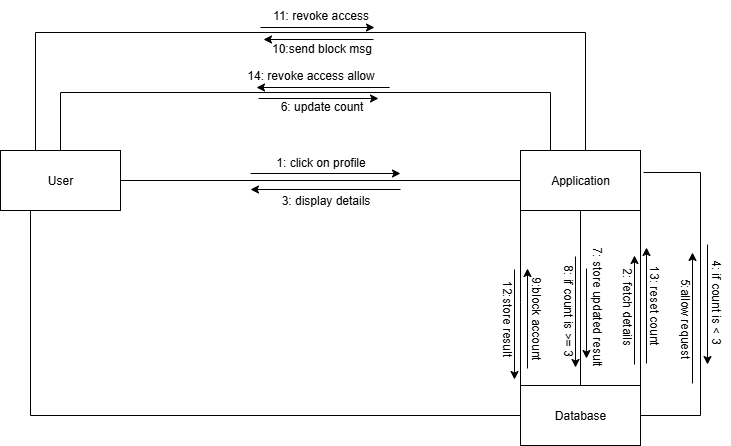 11: revoke access
10:send block msg
14: revoke access allow
6: update count
1: click on profile
User
Application
3: display details
12:store result
9:block account
8: if count is >= 3
7: store updated result
2: fetch details
13: reset count
5:allow request
4: if count is < 3
Database